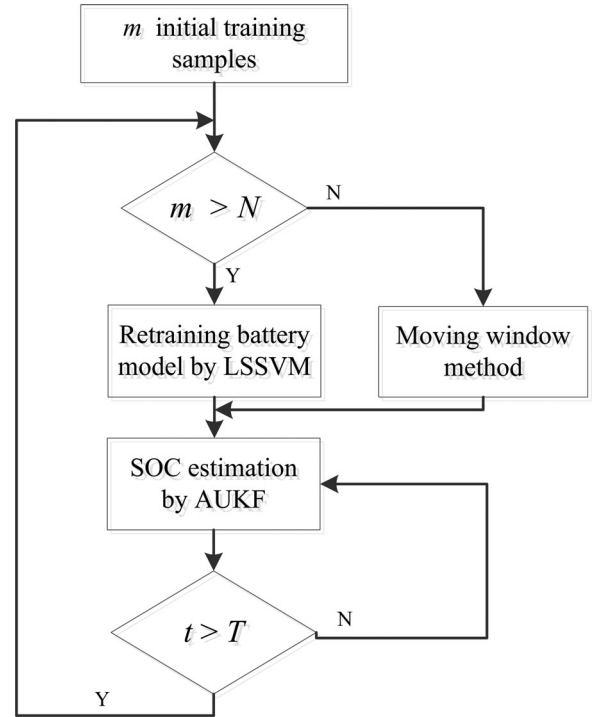 m initial training
samples
m > N
N
Y
Retraining battery
model by LSSVM
Moving window
method
SOC estimation
by AUKF
t > T
N
Y